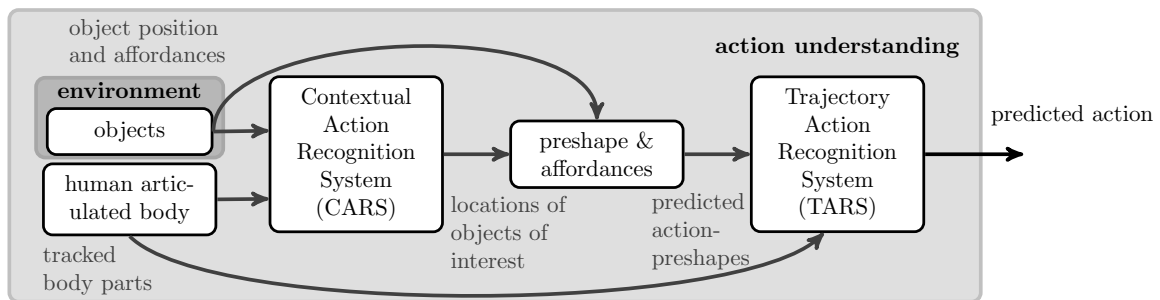 object position
and affordances
action understanding
environment
objects
human artic-
ulated body
tracked
body parts
Contextual
Action
Recognition
System
(CARS)
locations of
objects of
interest
preshape &
affordances
predicted
action-
preshapes
Trajectory
Action
Recognition
System
(TARS)
predicted action